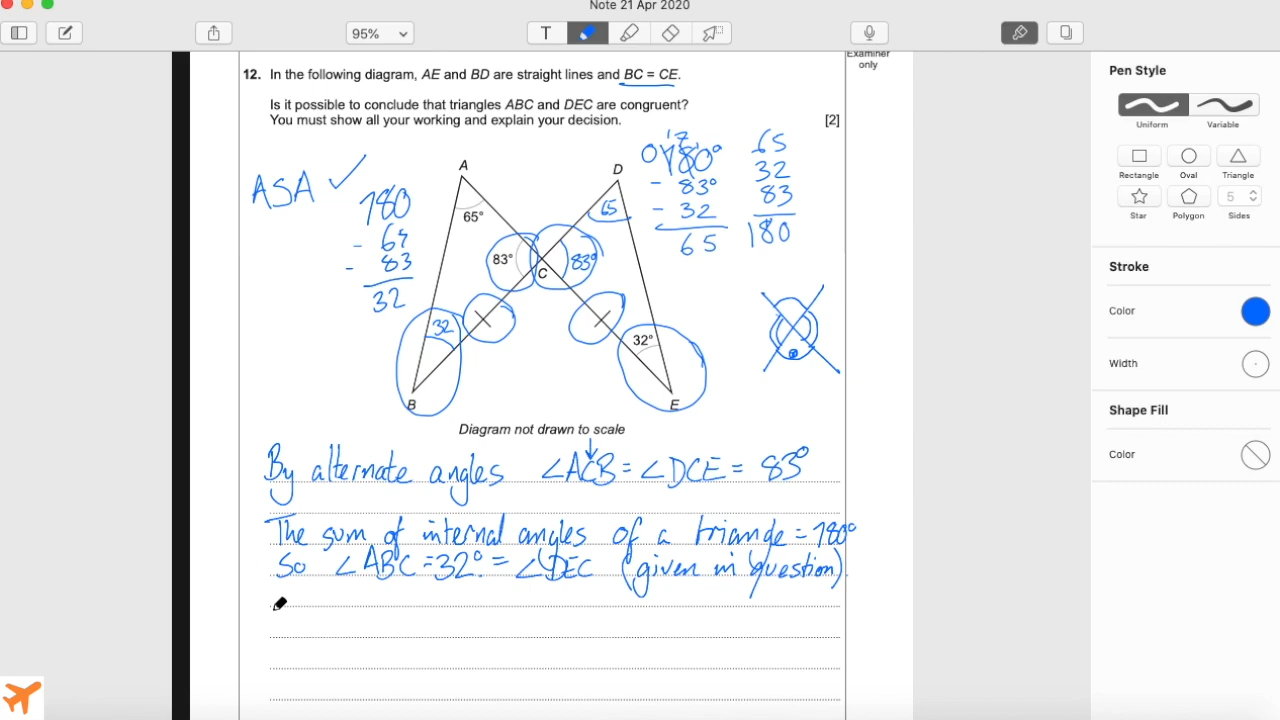 Note 21 Apr 2020
95%
T
Examiner
only
12. In the following diagram, AE and BD are straight lines and BC = CE.
Is it possible to conclude that triangles ABC and DEC are congruent?
You must show all your working and explain your decision.
[2]
ASA ✓
180
- 65
- 83
32
180°
- 83°
- 32
65
65
32
83
180
A
D
65°
65
83°
83°
C
32
32°
B
E
Diagram not drawn to scale
By alternate angles ∠ACB = ∠DCE = 83°
The sum of internal angles of a triange = 180°
So ∠ABC = 32° = ∠DEC (given in question).
Pen Style
Uniform
Variable
Rectangle
Oval
Triangle
Star
Polygon
5
Sides
Stroke
Color
Width
Shape Fill
Color